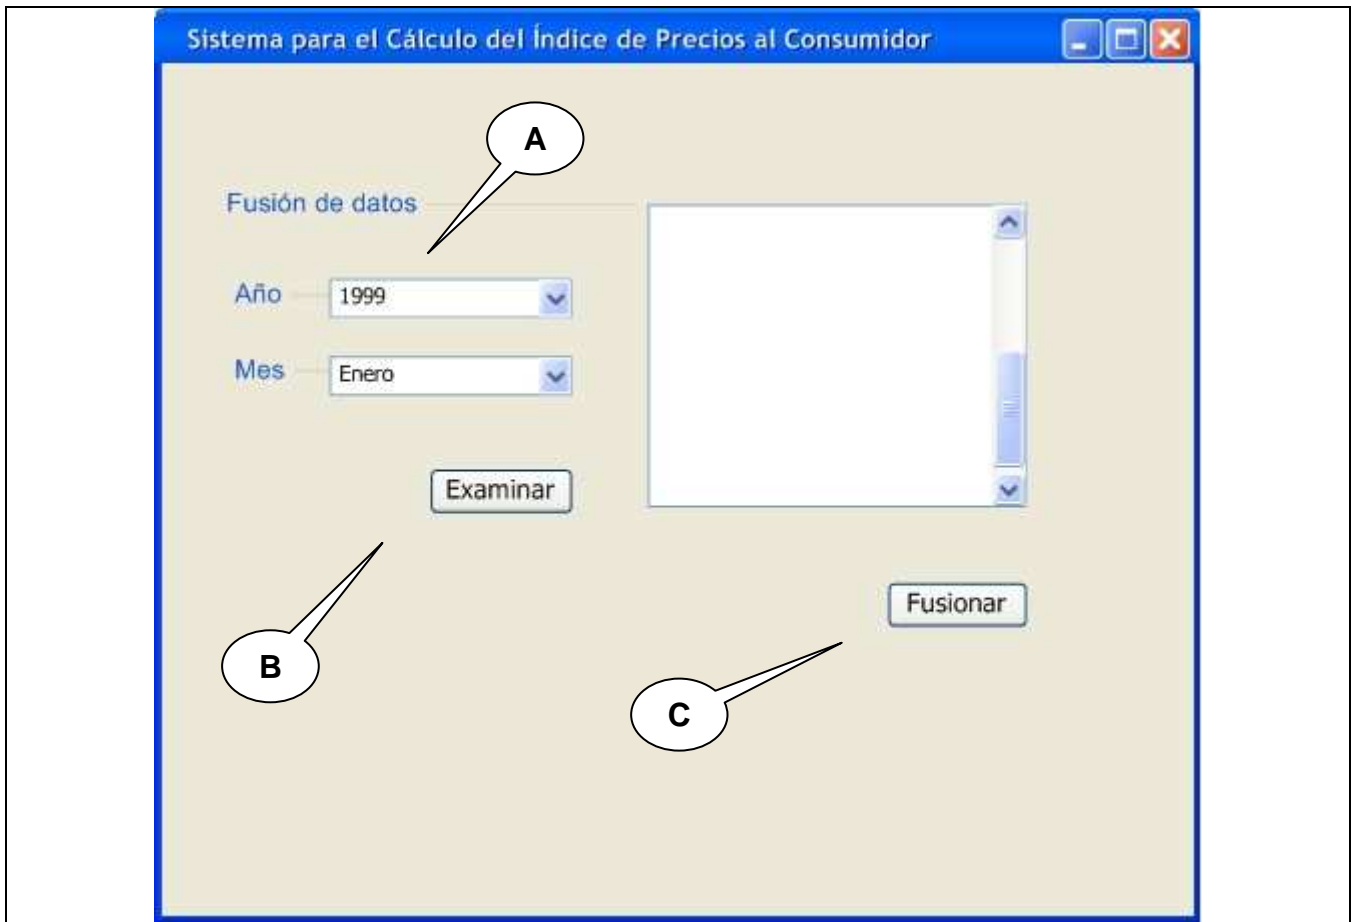 Sistema para el Cálculo del Índice de Precios al Consumidor
A
Fusión de datos
Año 1999
Mes Enero
Examinar
Fusionar
B
C